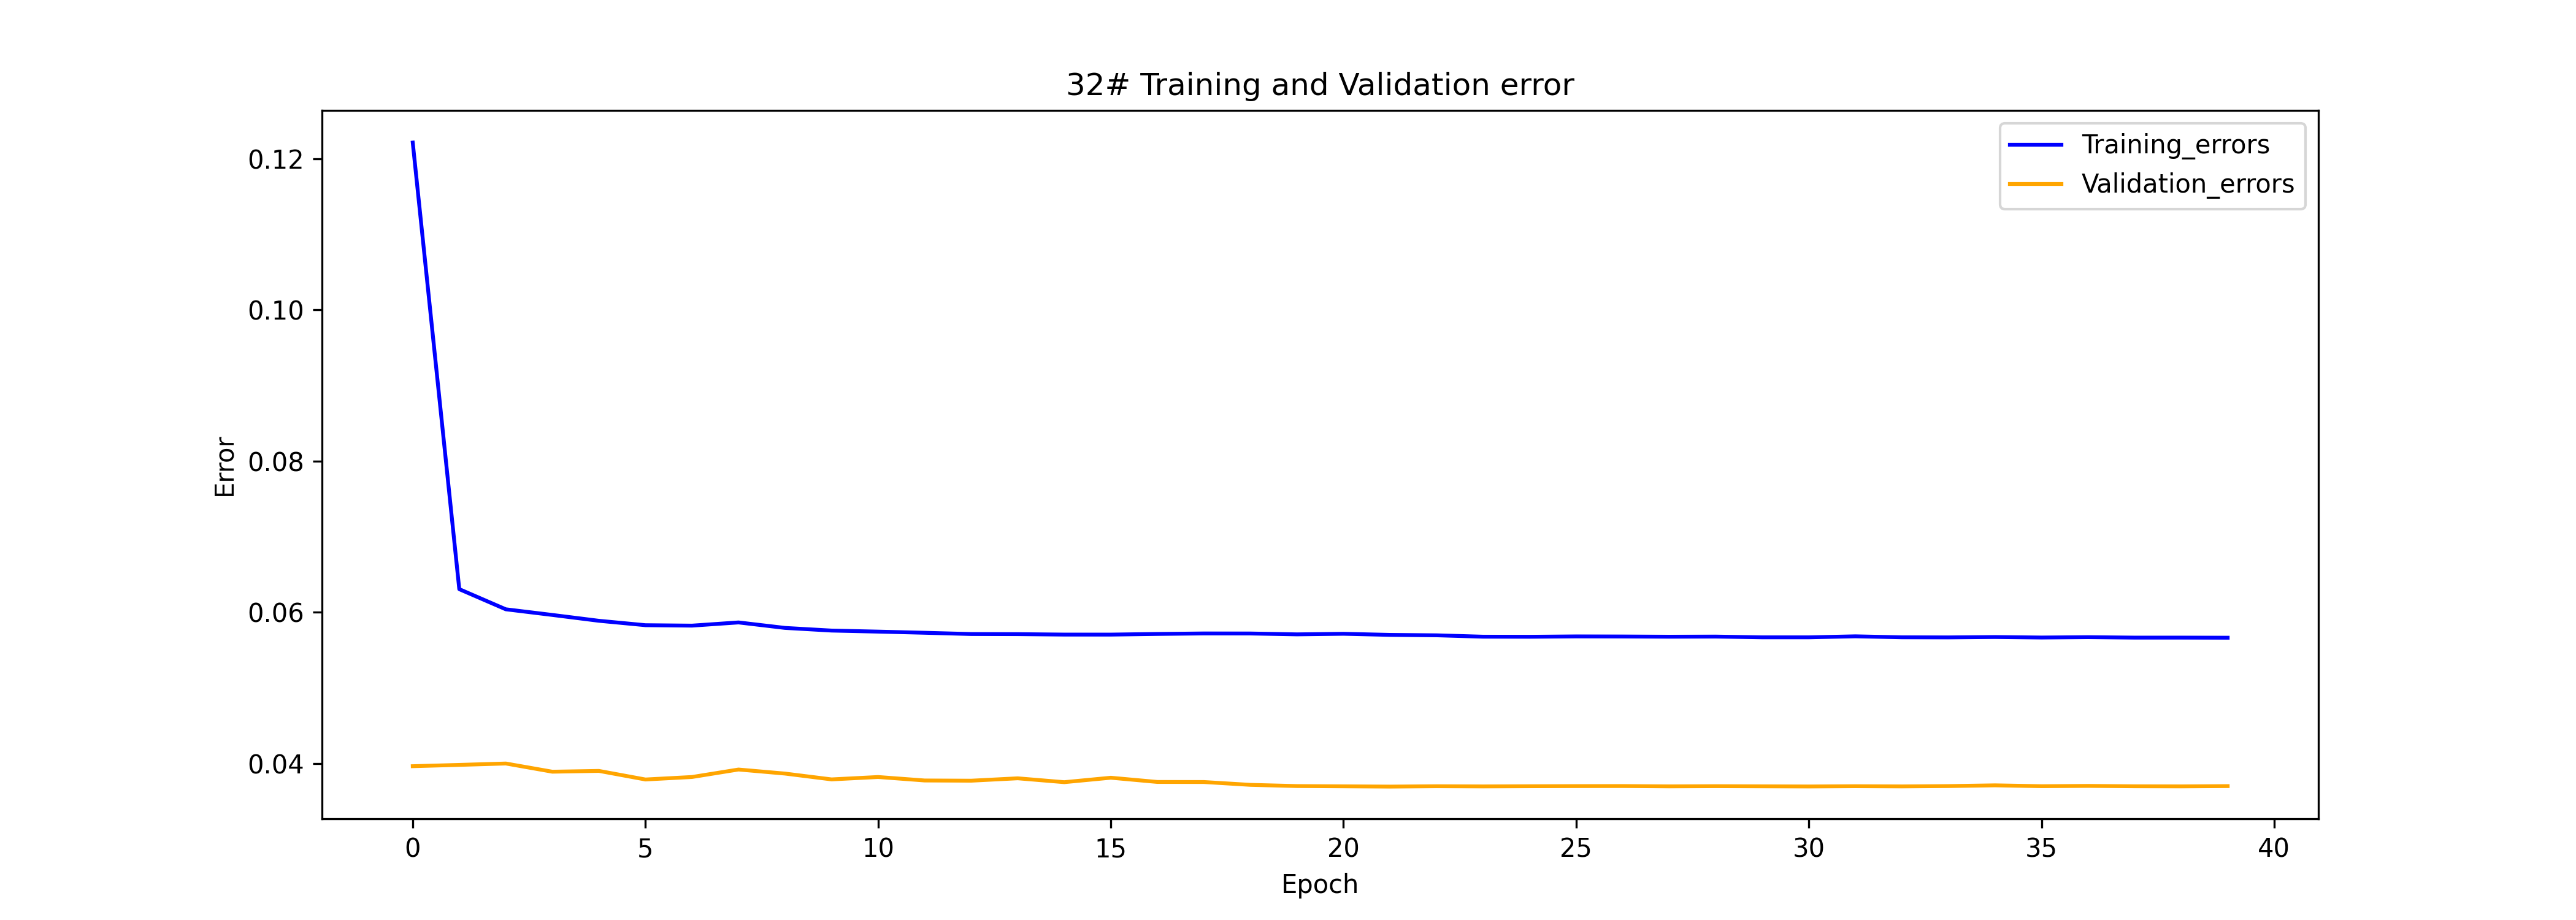 32# Training and Validation error
Training_errors
Validation_errors
0.12
0.10
0.08
0.06
0.04
Error
0 5 10 15 20 25 30 35 40
Epoch